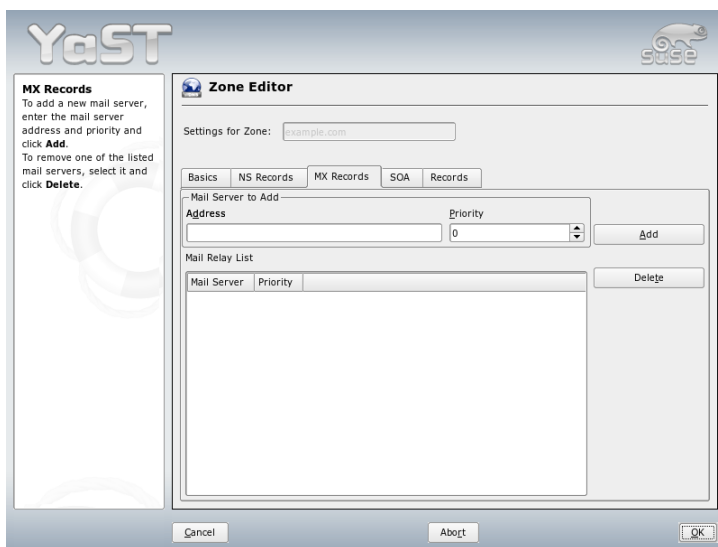 YaST
suse
MX Records
To add a new mail server,
enter the mail server
address and priority and
click Add.
To remove one of the listed
mail servers, select it and
click Delete.
Zone Editor
Settings for Zone: example.com
Basics NS Records MX Records SOA Records
Mail Server to Add
Address Priority
0
Add
Mail Relay List
Delete
Mail Server Priority
Cancel Abort OK